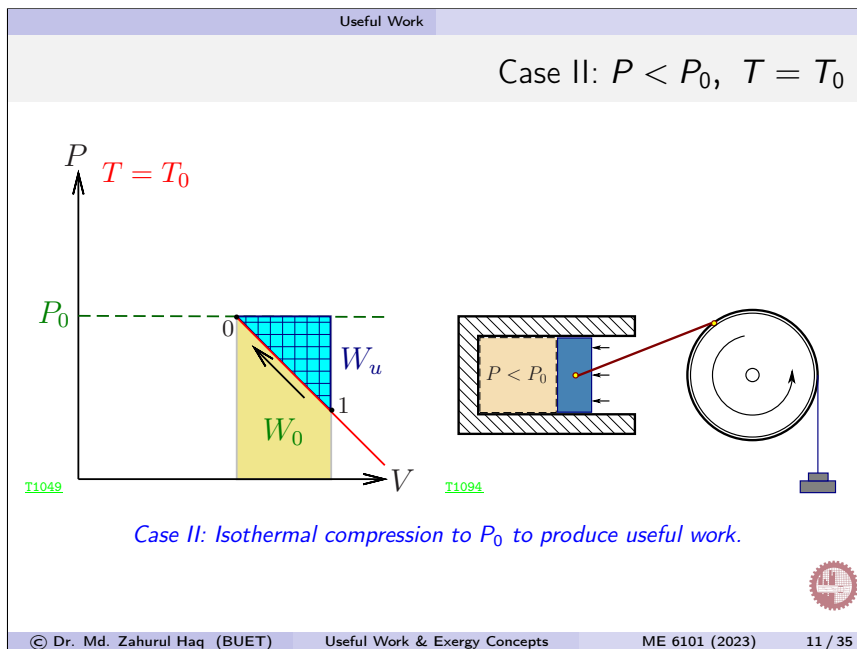 Useful Work
Case II: P < P₀, T = T₀
P
T = T₀
P₀
0
W_u
1
W₀
V
T1049
P < P₀
T1094
Case II: Isothermal compression to P₀ to produce useful work.
© Dr. Md. Zahurul Haq (BUET) Useful Work & Exergy Concepts ME 6101 (2023) 11 / 35